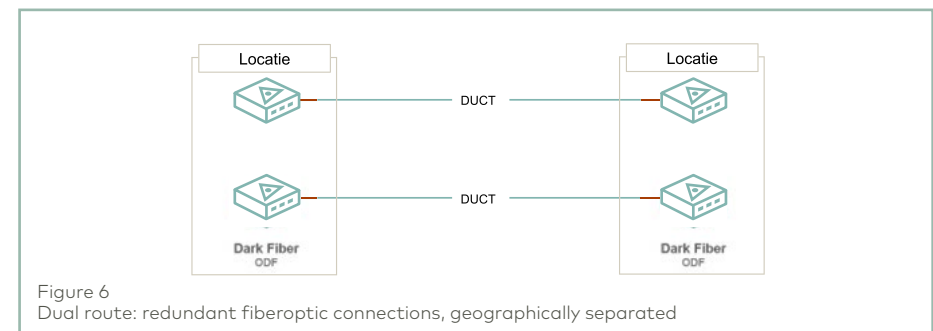 Locatie
Locatie
DUCT
DUCT
Dark Fiber
ODF
Dark Fiber
ODF
Figure 6
Dual route: redundant fiberoptic connections, geographically separated